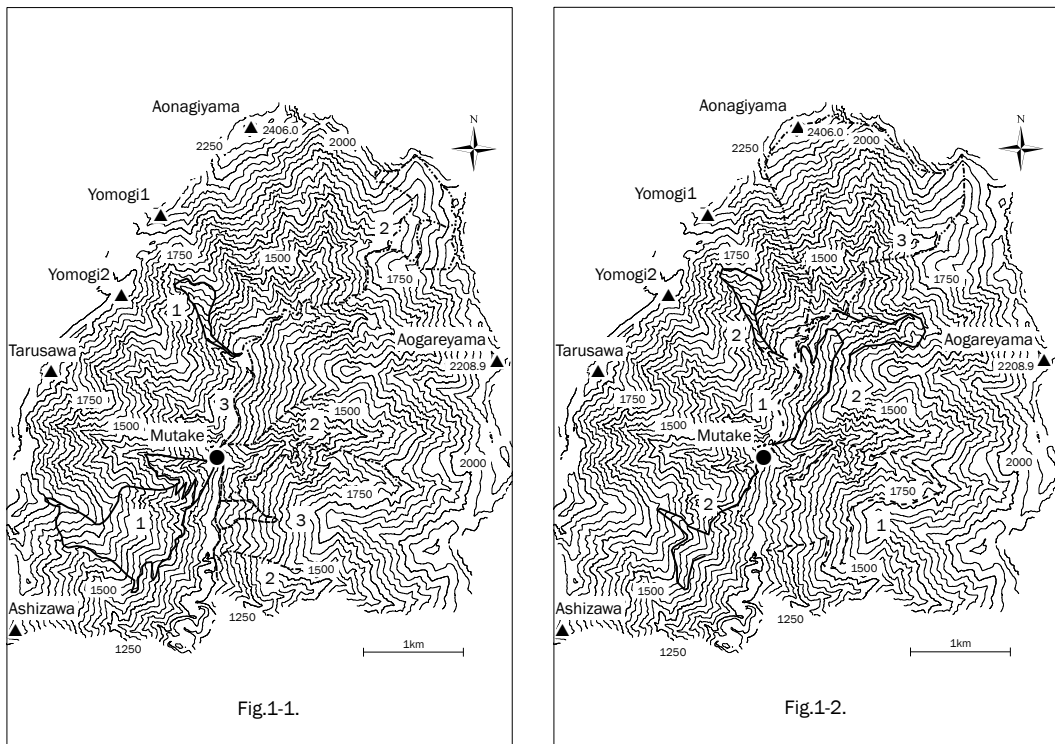 Aonagiyama
N
2406.0
2250
2000
Yomogi1
2
1750
1500
Yomogi2
1750
1
Tarusawa
Aogareyama
2208.9
1750
3
1500
1500
Mutake
2
2000
1750
1
3
1500
2
1500
Ashizawa
1250
1250
1km
Fig.1-1.
Aonagiyama
N
2406.0
2250
2000
Yomogi1
3
1750
1500
Yomogi2
1750
2
Tarusawa
Aogareyama
2208.9
1750
2
1
1500
1500
Mutake
2000
1750
2
1
1500
1500
Ashizawa
1250
1250
1km
Fig.1-2.